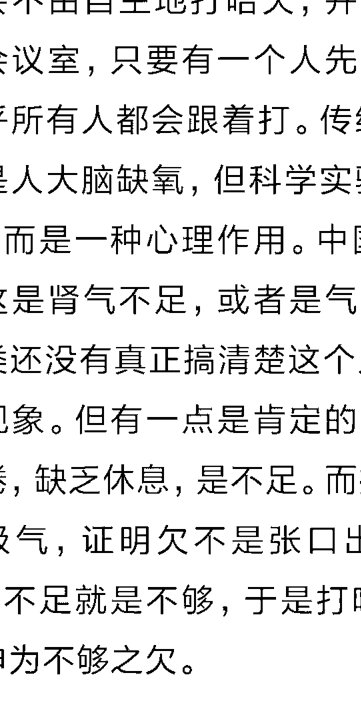 不由自主地打哈欠，并
会议室，只要有一个人先
乎所有人都会跟着打。传
是人大脑缺氧，但科学实
而是一种心理作用。中
这是肾气不足，或者是气
类还没有真正搞清楚这个
现象。但有一点是肯定的
倦，缺乏休息，是不足。而
吸气，证明欠不是张口
不足就是不够，于是打
申为不够之欠。